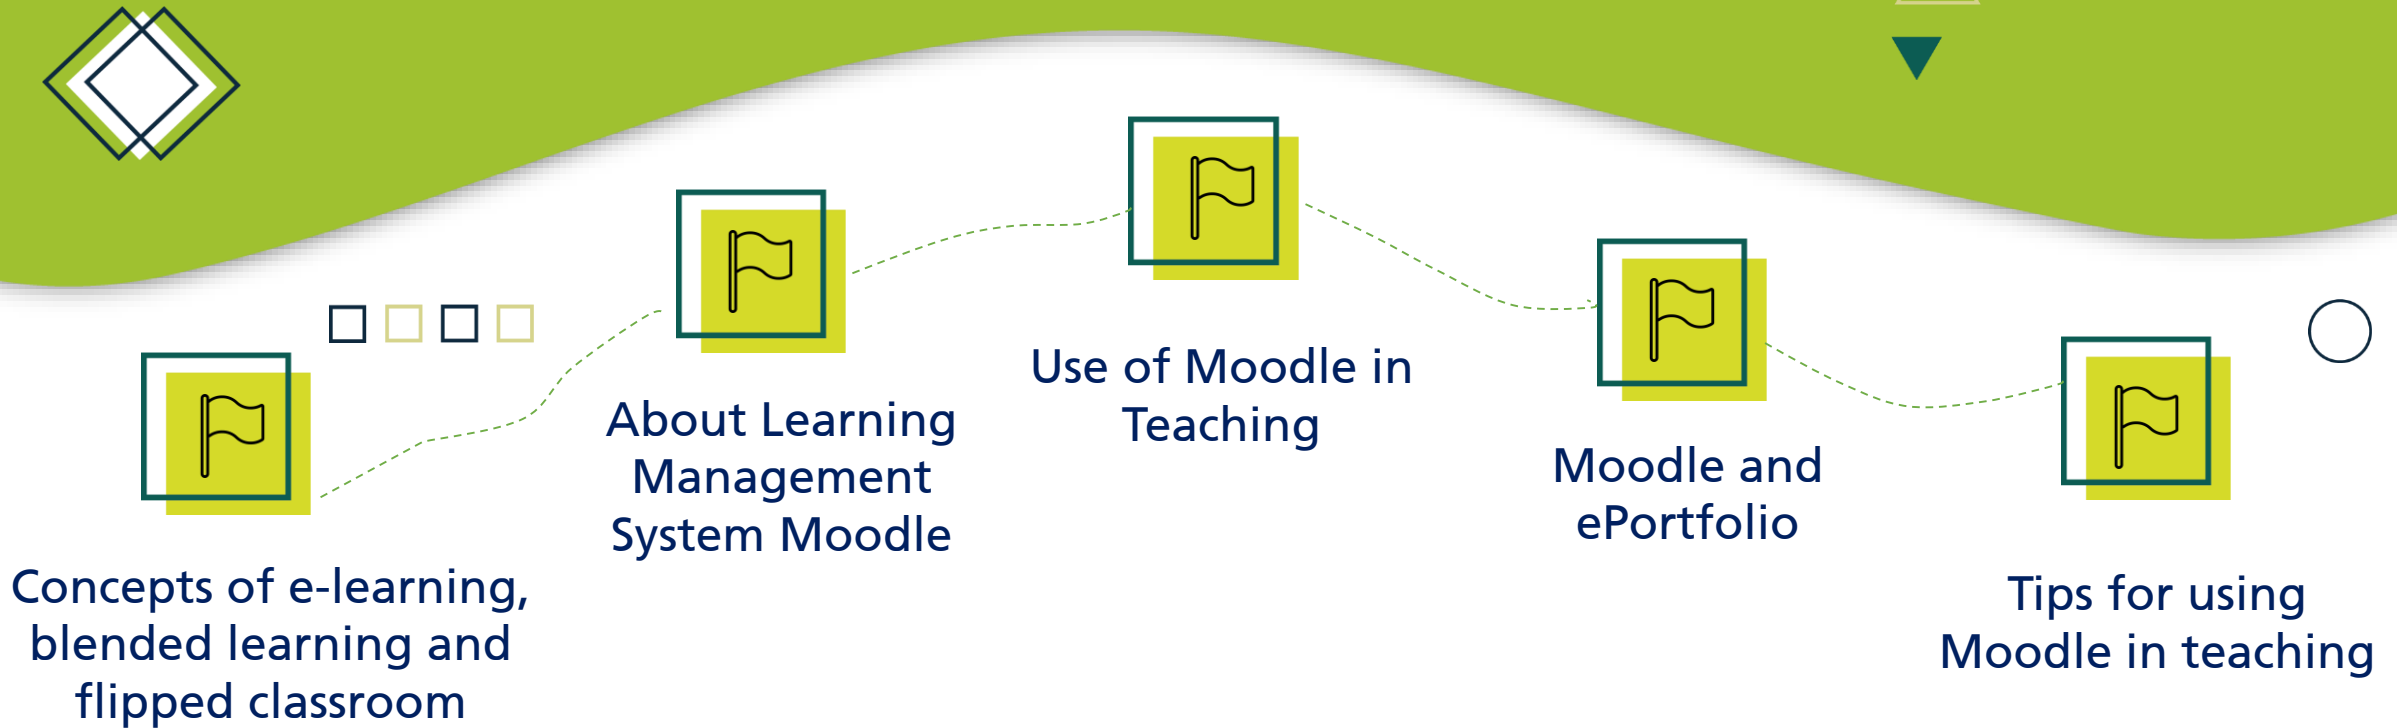 Concepts of e-learning,
blended learning and
flipped classroom
About Learning
Management
System Moodle
Use of Moodle in
Teaching
Moodle and
ePortfolio
Tips for using
Moodle in teaching